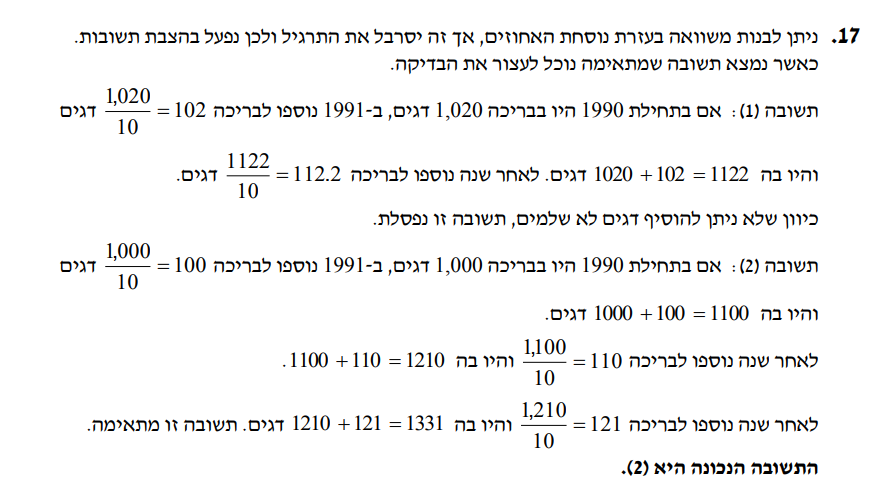 17. ניתן לבנות משוואה בעזרת נוסחת האחוזים, אך זה יסרבל את התרגיל ולכן נפעל בהצבת תשובות.
כאשר נמצא תשובה שמתאימה נוכל לעצור את הבדיקה.
תשובה (1): אם בתחילת 1990 היו בבריכה 1,020 דגים, ב-1991 נוספו לבריכה 1,020/10 = 102 דגים
והיו בה 1020 + 102 = 1122 דגים. לאחר שנה נוספו לבריכה 1122/10 = 112.2 דגים.
כיוון שלא ניתן להוסיף דגים לא שלמים, תשובה זו נפסלת.
תשובה (2): אם בתחילת 1990 היו בבריכה 1,000 דגים, ב-1991 נוספו לבריכה 1,000/10 = 100 דגים
והיו בה 1000 + 100 = 1100 דגים.
לאחר שנה נוספו לבריכה 1,100/10 = 110 והיו בה 1100 + 110 = 1210.
לאחר שנה נוספו לבריכה 1,210/10 = 121 והיו בה 1210 + 121 = 1331 דגים. תשובה זו מתאימה.
התשובה הנכונה היא (2).